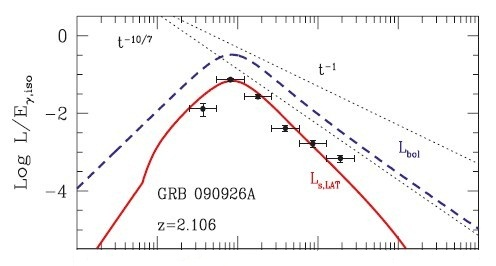 Log L/E_γ,iso
0
−2
−4
t^−10/7
t^−1
L_bol
L_s,LAT
GRB 090926A
z=2.106